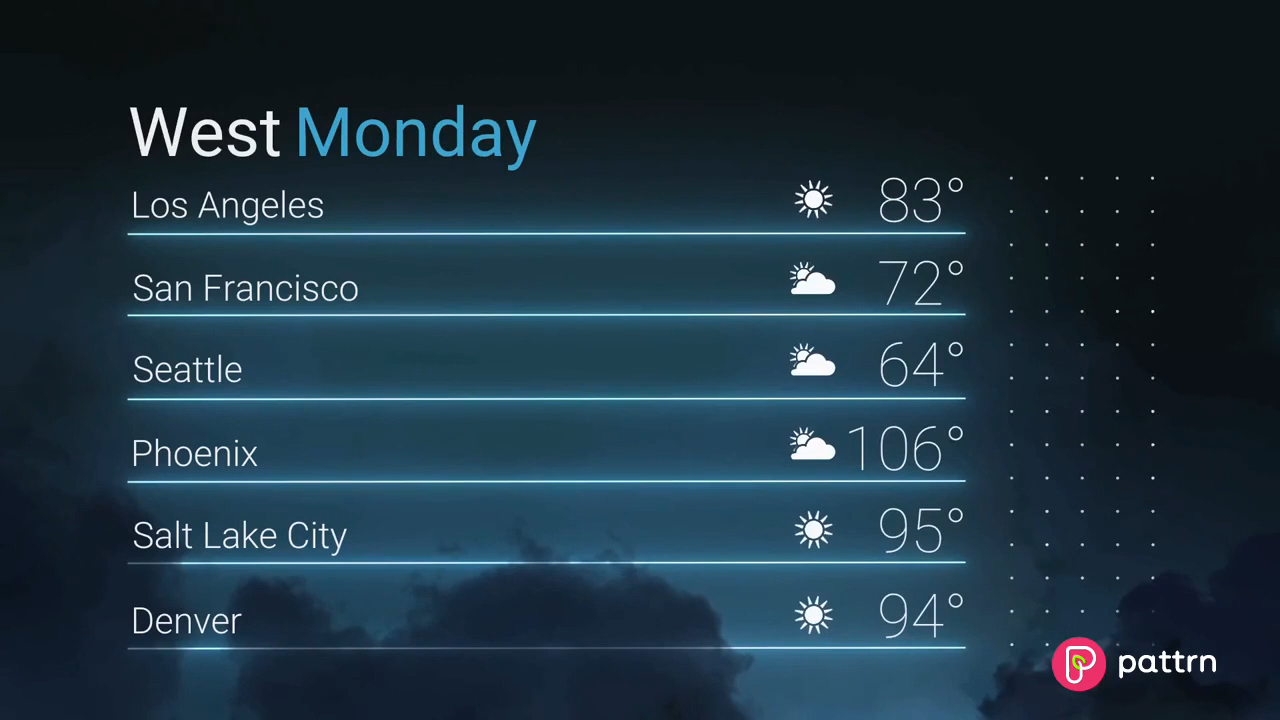 West Monday
Los Angeles 83°
San Francisco 72°
Seattle 64°
Phoenix 106°
Salt Lake City 95°
Denver 94°
pattrn